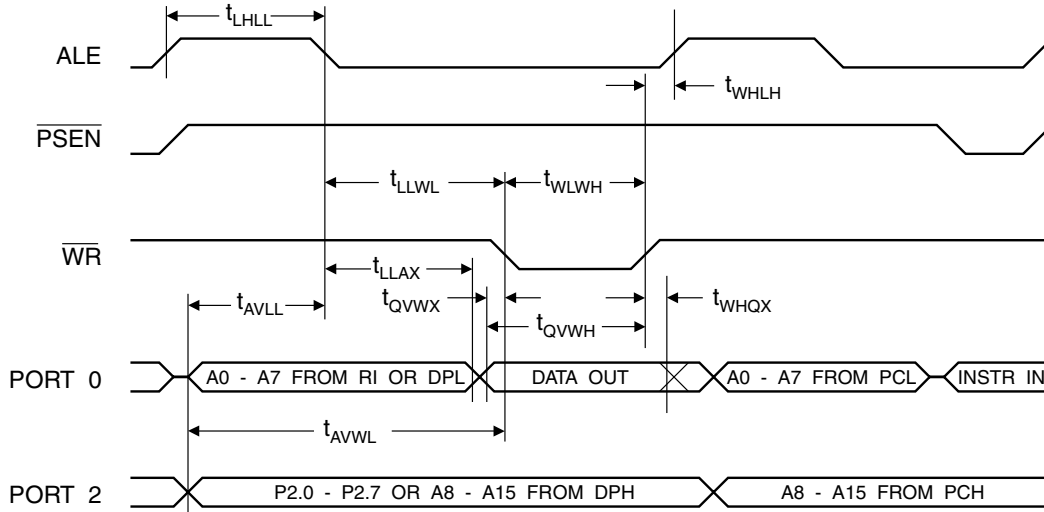 tLHLL
ALE
tWHLH
PSEN
tLLWL
tWLWH
WR
tLLAX
tAVLL
tQVWX
tWHQX
tQVWH
PORT 0
A0 - A7 FROM RI OR DPL
DATA OUT
A0 - A7 FROM PCL
INSTR IN
tAVWL
PORT 2
P2.0 - P2.7 OR A8 - A15 FROM DPH
A8 - A15 FROM PCH